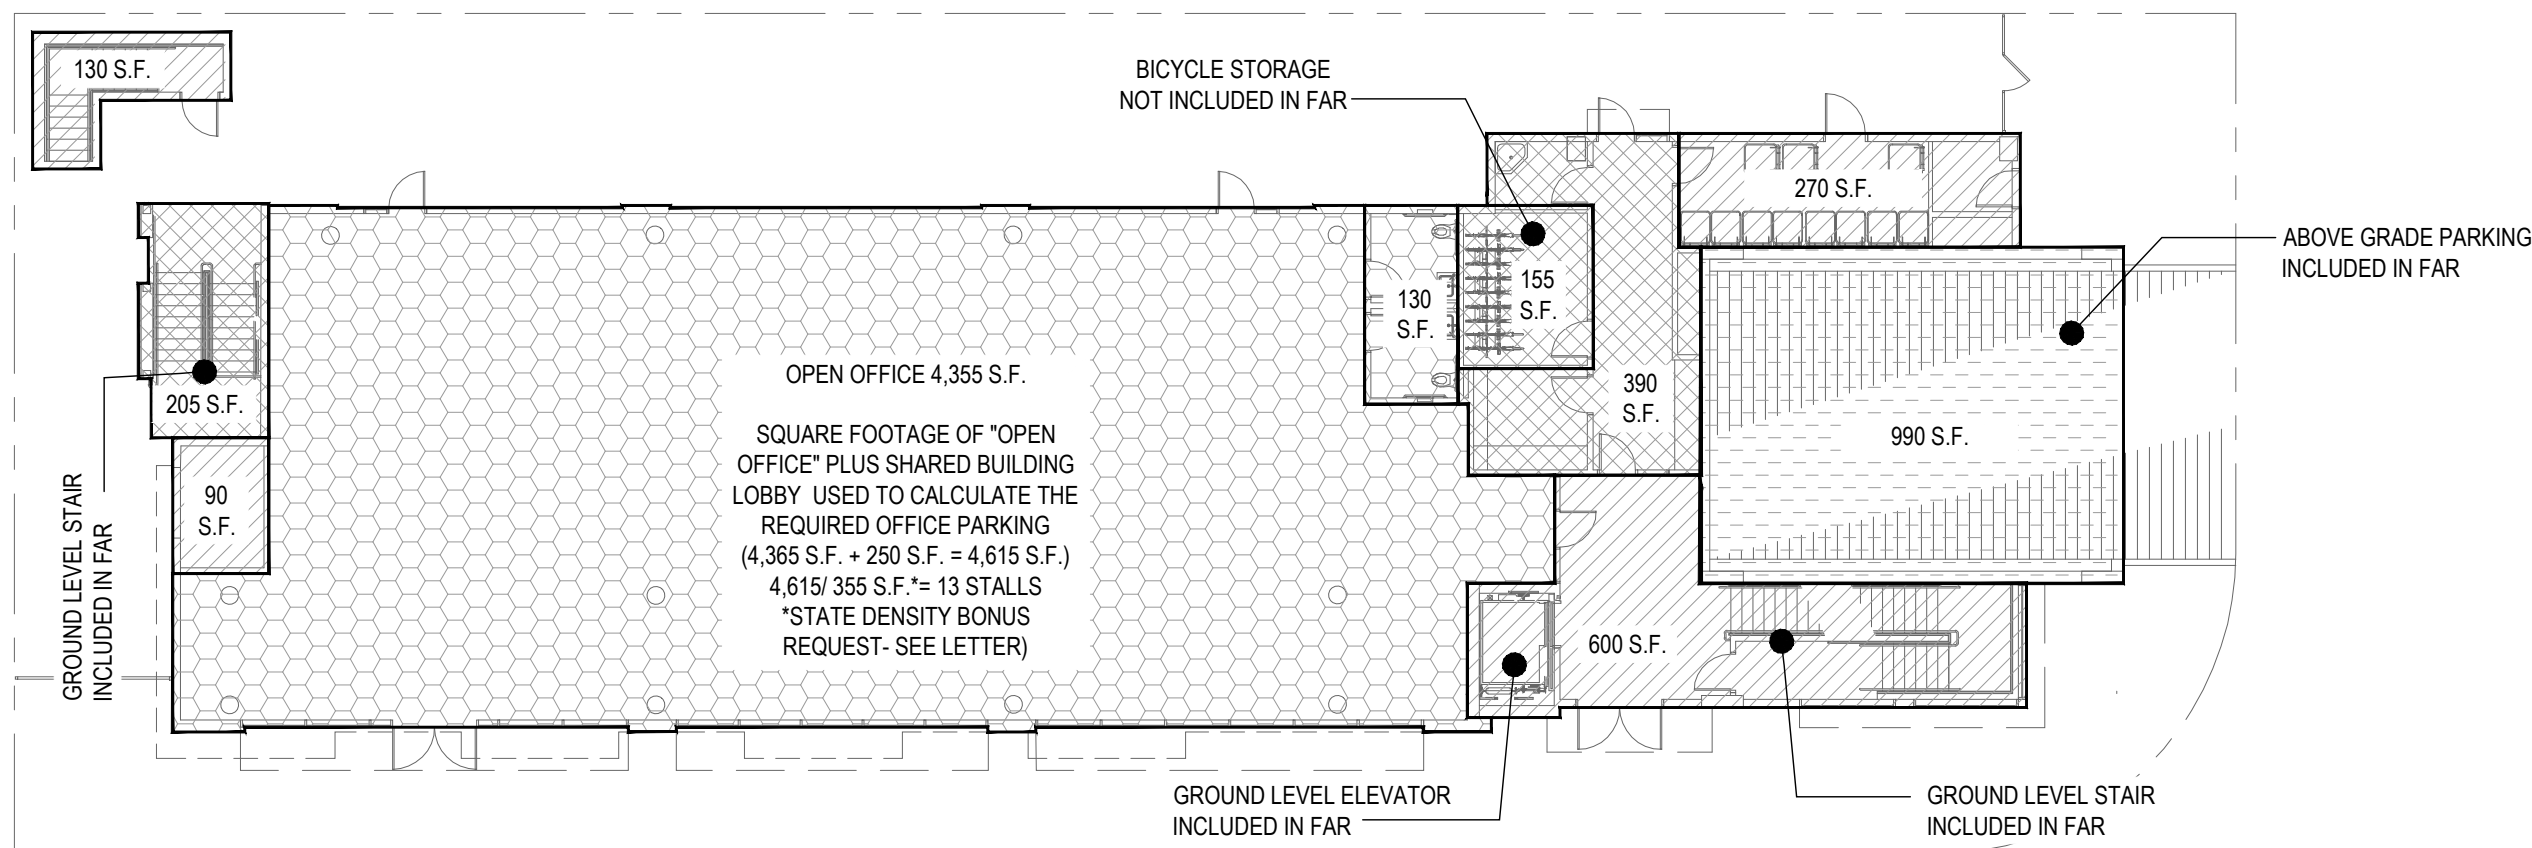 130 S.F.
BICYCLE STORAGE
NOT INCLUDED IN FAR
270 S.F.
ABOVE GRADE PARKING
INCLUDED IN FAR
155
S.F.
130
S.F.
OPEN OFFICE 4,355 S.F.
SQUARE FOOTAGE OF "OPEN
OFFICE" PLUS SHARED BUILDING
LOBBY USED TO CALCULATE THE
REQUIRED OFFICE PARKING
(4,365 S.F. + 250 S.F. = 4,615 S.F.)
4,615/ 355 S.F.*= 13 STALLS
*STATE DENSITY BONUS
REQUEST- SEE LETTER)
390
S.F.
205 S.F.
990 S.F.
90
S.F.
GROUND LEVEL STAIR
INCLUDED IN FAR
600 S.F.
GROUND LEVEL ELEVATOR
INCLUDED IN FAR
GROUND LEVEL STAIR
INCLUDED IN FAR